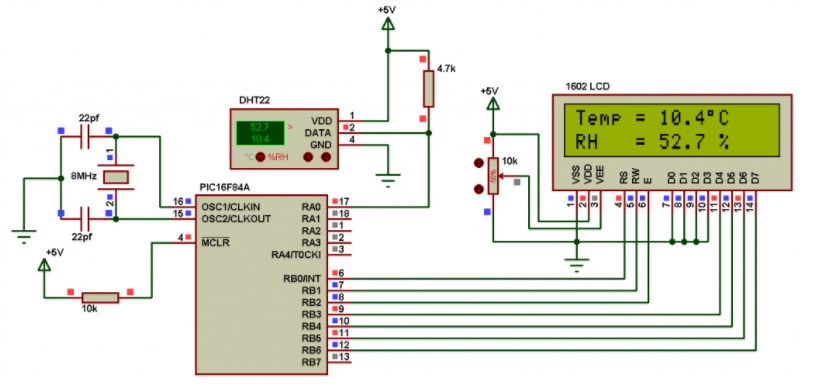 +5V
4.7k
DHT22
VDD 1
DATA 2
GND 4
52.7
10.4
>
°C %RH
+5V
10k
50%
1602 LCD
Temp = 10.4°C
RH = 52.7 %
VSS VDD VEE RS RW E D0 D1 D2 D3 D4 D5 D6 D7
1 2 3 4 5 6 7 8 9 10 11 12 13 14
22pf
8MHz
1
2
22pf
+5V
10k
PIC16F84A
16 OSC1/CLKIN
15 OSC2/CLKOUT
4 MCLR
RA0 17
RA1 18
RA2 1
RA3 2
RA4/T0CKI 3
RB0/INT 6
RB1 7
RB2 8
RB3 9
RB4 10
RB5 11
RB6 12
RB7 13